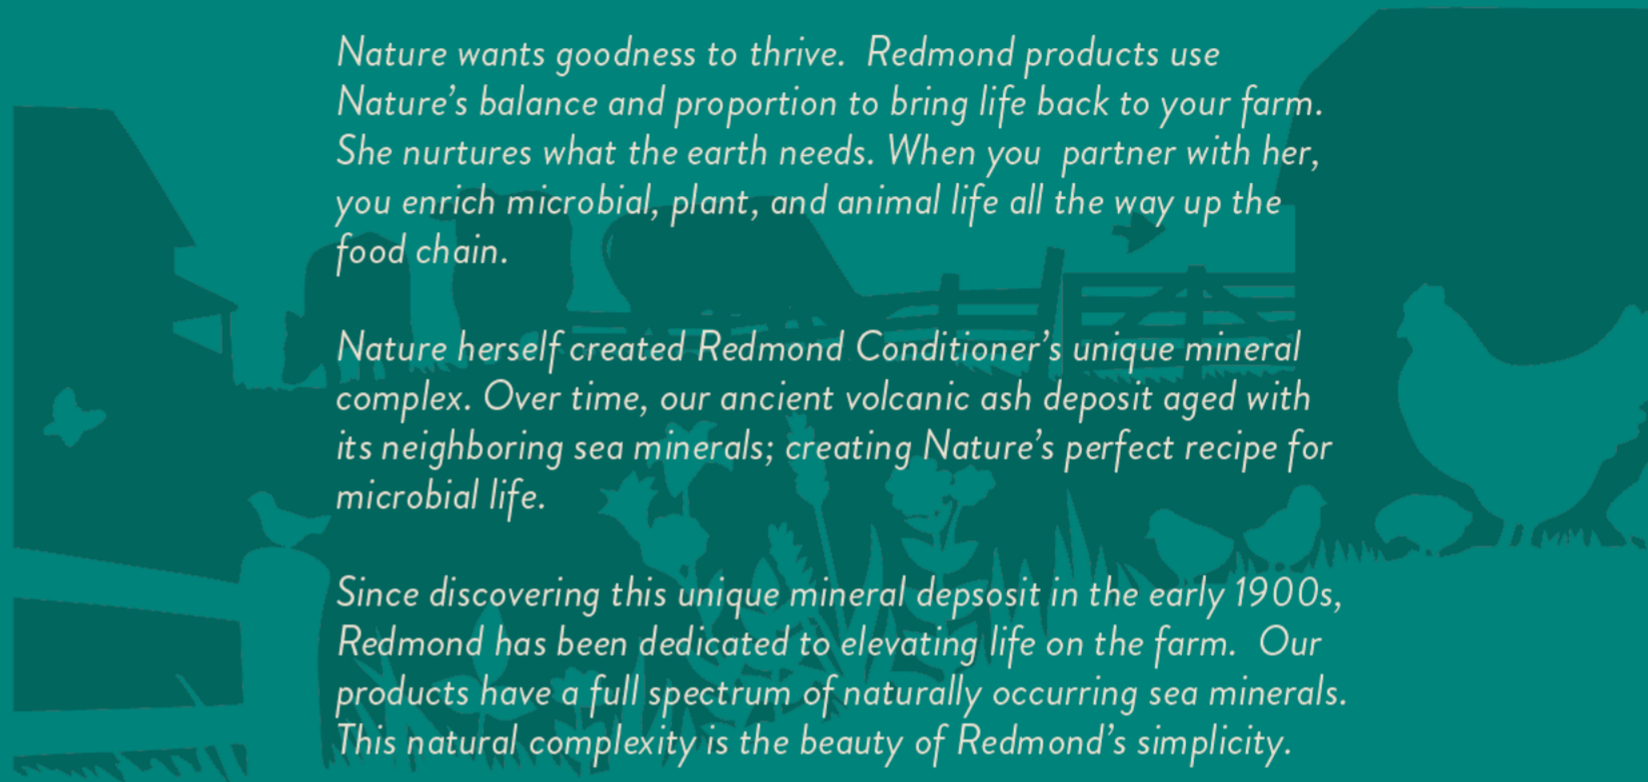 Nature wants goodness to thrive.  Redmond products use
Nature’s balance and proportion to bring life back to your farm.
She nurtures what the earth needs. When you  partner with her,
you enrich microbial, plant, and animal life all the way up the
food chain.
Nature herself created Redmond Conditioner’s unique mineral
complex. Over time, our ancient volcanic ash deposit aged with
its neighboring sea minerals; creating Nature’s perfect recipe for
microbial life.
Since discovering this unique mineral depsosit in the early 1900s,
Redmond has been dedicated to elevating life on the farm.  Our
products have a full spectrum of naturally occurring sea minerals.
This natural complexity is the beauty of Redmond’s simplicity.